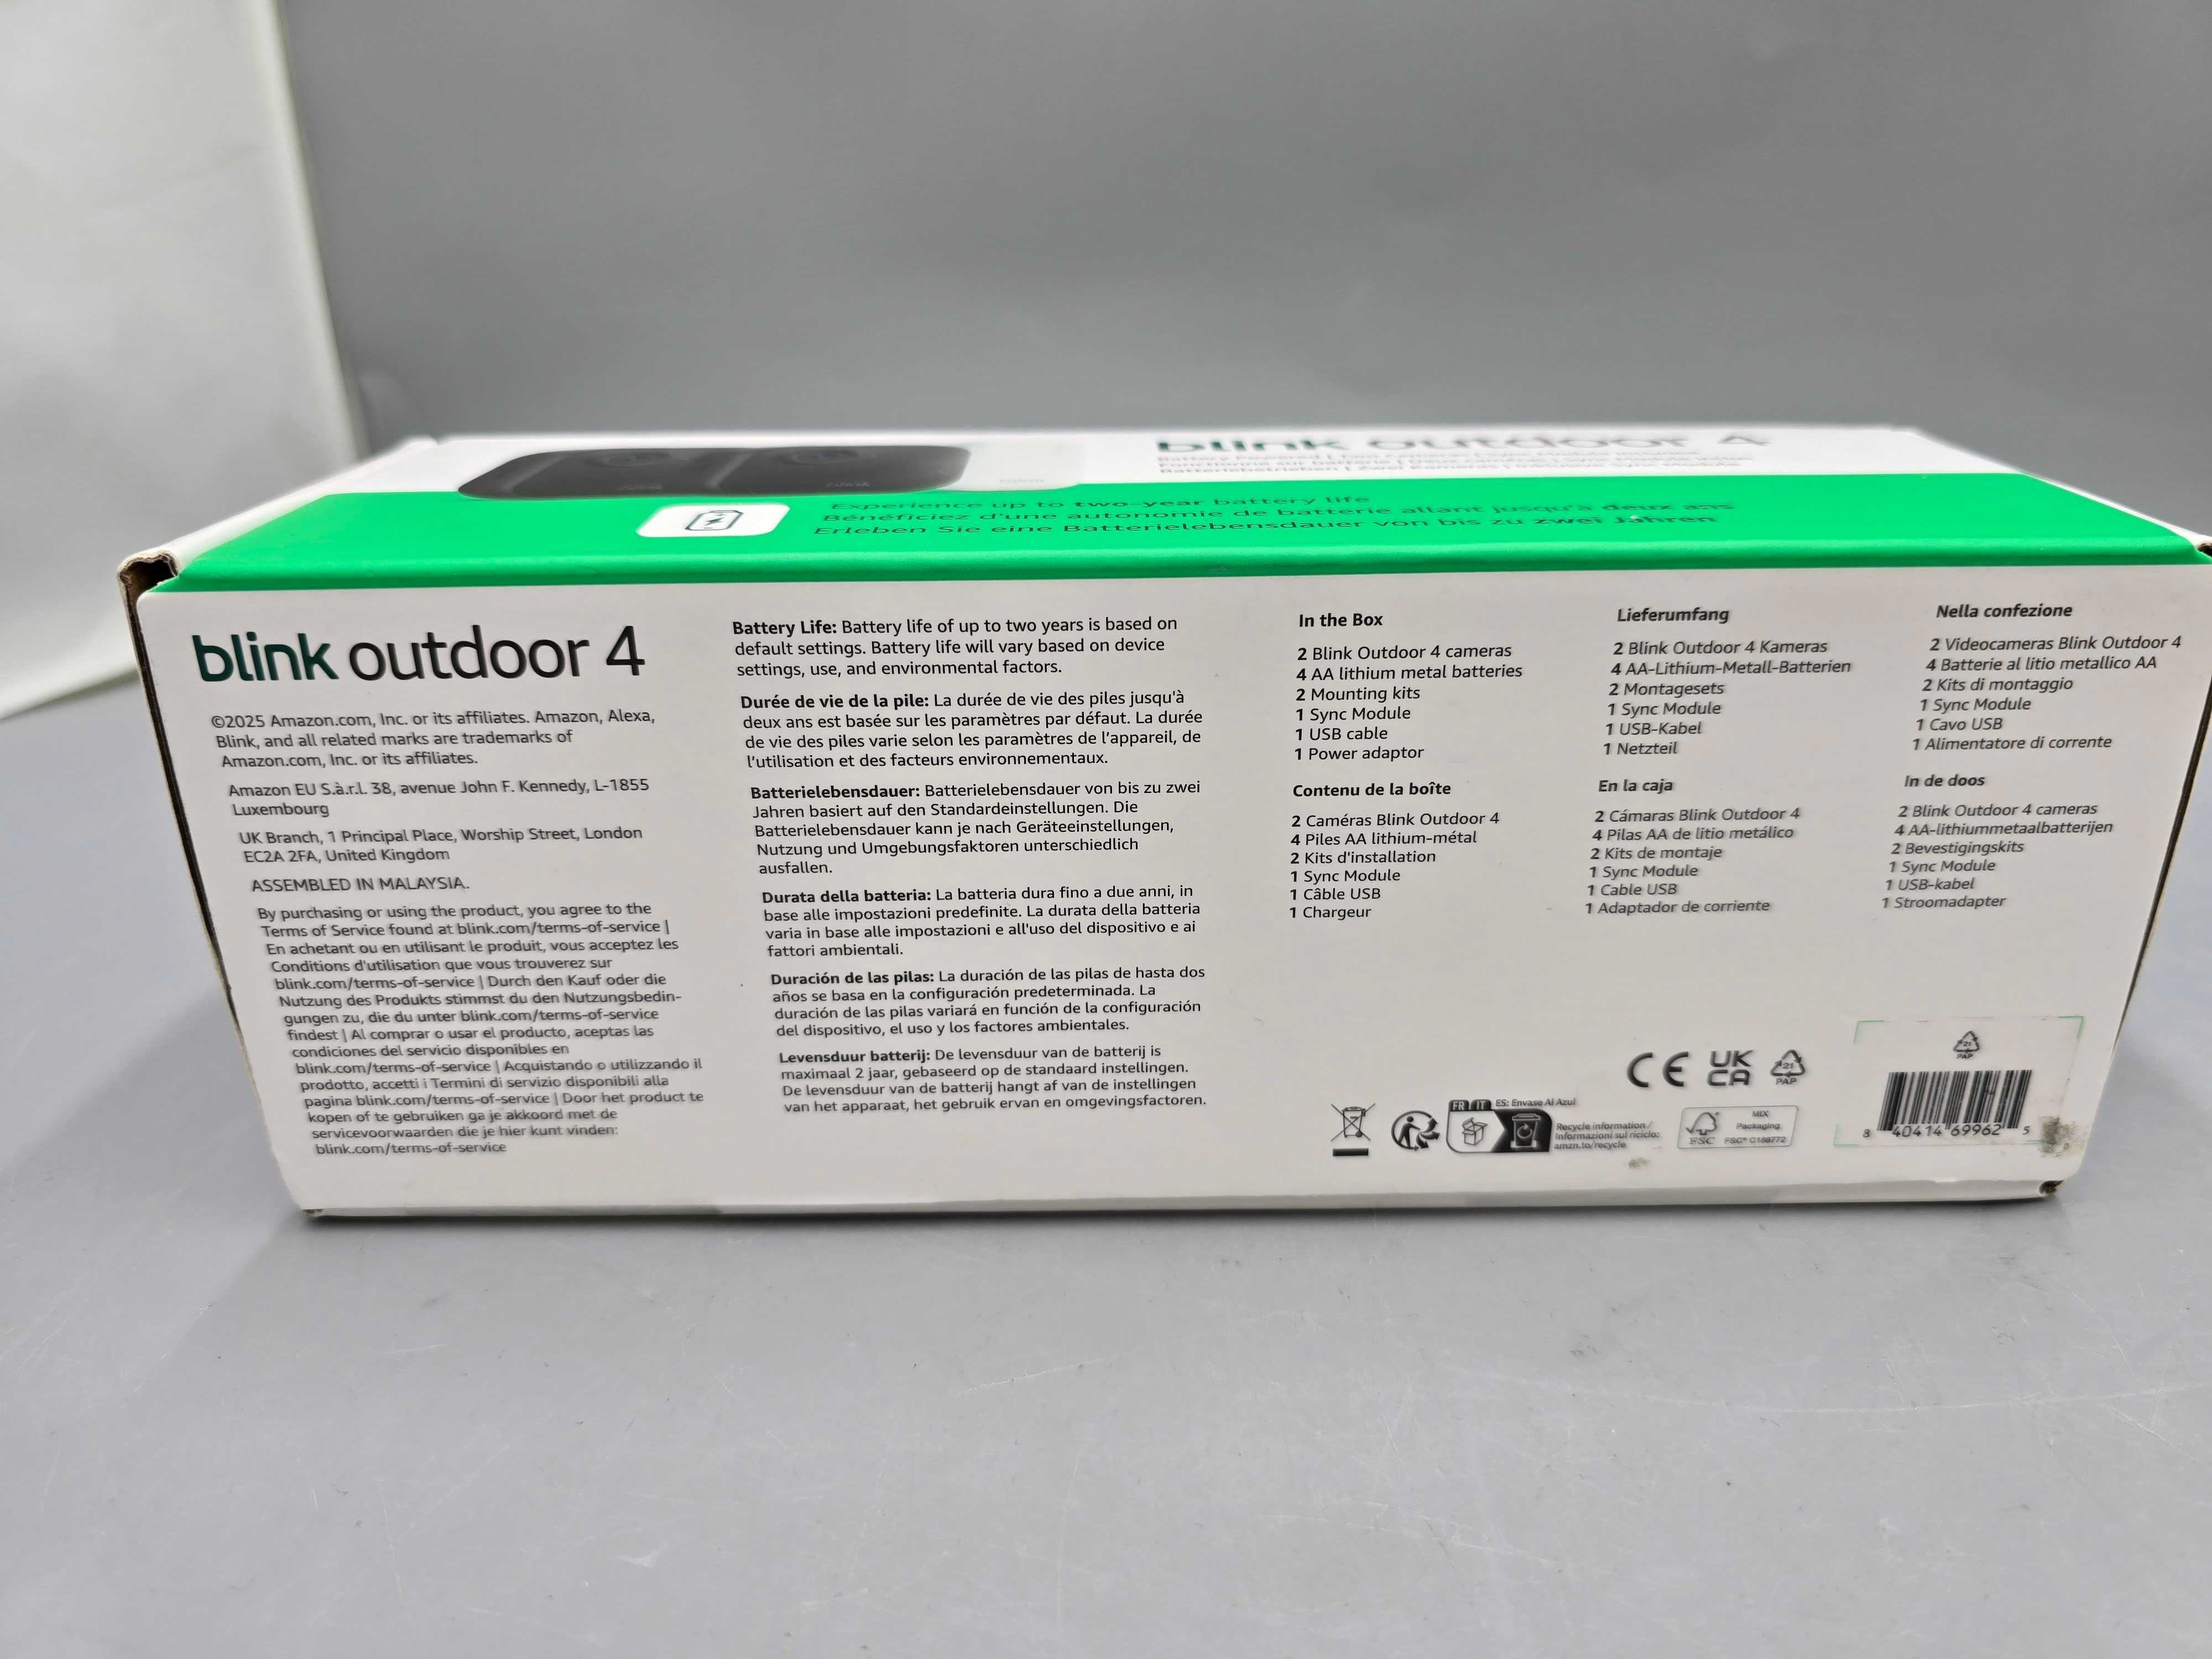 blink outdoor 4
Experience up to two-year battery life
Bénéficiez d'une autonomie de batterie allant jusqu'à deux ans
Erleben Sie eine Batterielebensdauer von bis zu zwei Jahren
blink outdoor 4
©2025 Amazon.com, Inc. or its affiliates. Amazon, Alexa,
Blink, and all related marks are trademarks of
Amazon.com, Inc. or its affiliates.
Amazon EU S.à.r.l. 38, avenue John F. Kennedy, L-1855
Luxembourg
UK Branch, 1 Principal Place, Worship Street, London
EC2A 2FA, United Kingdom
ASSEMBLED IN MALAYSIA.
By purchasing or using the product, you agree to the
Terms of Service found at blink.com/terms-of-service |
En achetant ou en utilisant le produit, vous acceptez les
Conditions d'utilisation que vous trouverez sur
blink.com/terms-of-service | Durch den Kauf oder die
Nutzung des Produkts stimmst du den Nutzungsbedin-
gungen zu, die du unter blink.com/terms-of-service
findest | Al comprar o usar el producto, aceptas las
condiciones del servicio disponibles en
blink.com/terms-of-service | Acquistando o utilizzando il
prodotto, accetti i Termini di servizio disponibili alla
pagina blink.com/terms-of-service | Door het product te
kopen of te gebruiken ga je akkoord met de
servicevoorwaarden die je hier kunt vinden:
blink.com/terms-of-service
Battery Life: Battery life of up to two years is based on
default settings. Battery life will vary based on device
settings, use, and environmental factors.
Durée de vie de la pile: La durée de vie des piles jusqu'à
deux ans est basée sur les paramètres par défaut. La durée
de vie des piles varie selon les paramètres de l'appareil, de
l'utilisation et des facteurs environnementaux.
Batterielebensdauer: Batterielebensdauer von bis zu zwei
Jahren basiert auf den Standardeinstellungen. Die
Batterielebensdauer kann je nach Geräteeinstellungen,
Nutzung und Umgebungsfaktoren unterschiedlich
ausfallen.
Durata della batteria: La batteria dura fino a due anni, in
base alle impostazioni predefinite. La durata della batteria
varia in base alle impostazioni e all'uso del dispositivo e ai
fattori ambientali.
Duración de las pilas: La duración de las pilas de hasta dos
años se basa en la configuración predeterminada. La
duración de las pilas variará en función de la configuración
del dispositivo, el uso y los factores ambientales.
Levensduur batterij: De levensduur van de batterij is
maximaal 2 jaar, gebaseerd op de standaard instellingen.
De levensduur van de batterij hangt af van de instellingen
van het apparaat, het gebruik ervan en omgevingsfactoren.
In the Box
2 Blink Outdoor 4 cameras
4 AA lithium metal batteries
2 Mounting kits
1 Sync Module
1 USB cable
1 Power adaptor
Contenu de la boîte
2 Caméras Blink Outdoor 4
4 Piles AA lithium-métal
2 Kits d'installation
1 Sync Module
1 Câble USB
1 Chargeur
Lieferumfang
2 Blink Outdoor 4 Kameras
4 AA-Lithium-Metall-Batterien
2 Montagesets
1 Sync Module
1 USB-Kabel
1 Netzteil
En la caja
2 Cámaras Blink Outdoor 4
4 Pilas AA de litio metálico
2 Kits de montaje
1 Sync Module
1 Cable USB
1 Adaptador de corriente
Nella confezione
2 Videocameras Blink Outdoor 4
4 Batterie al litio metallico AA
2 Kits di montaggio
1 Sync Module
1 Cavo USB
1 Alimentatore di corrente
In de doos
2 Blink Outdoor 4 cameras
4 AA-lithiummetaalbatterijen
2 Bevestigingskits
1 Sync Module
1 USB-kabel
1 Stroomadapter
CE UK CA 21 PAP
FR IT ES: Envase Al Azul
Recycle information/
Informazioni sul riciclo:
amzn.to/recycle
FSC
MIX
Packaging
FSC® C188772
21
PAP
8 40414 69962 5